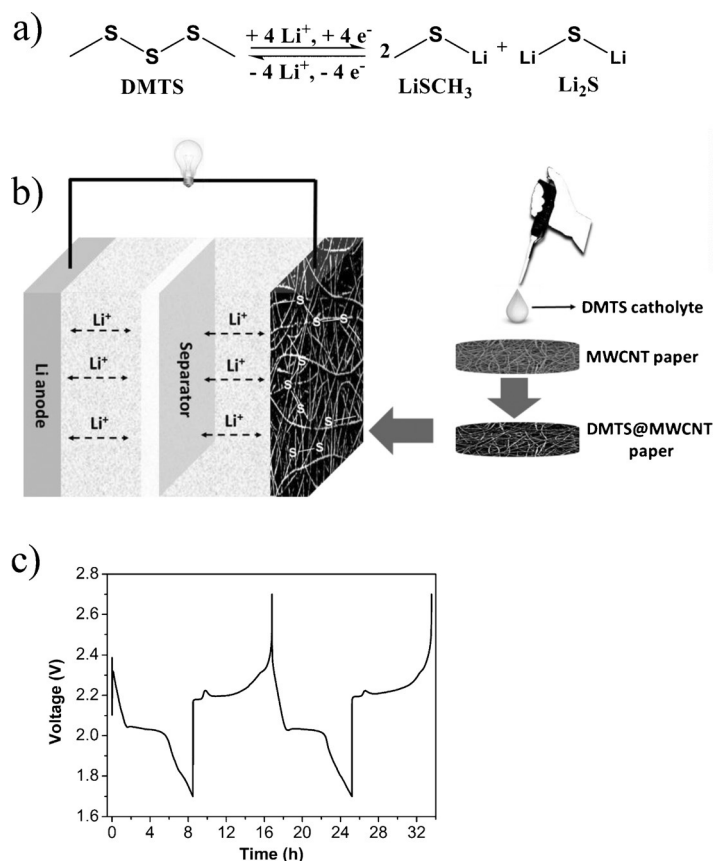 a)
S S S S S
+ 4 Li+, + 4 e-
- 4 Li+, - 4 e-
2 Li + Li Li
DMTS LiSCH3 Li2S
b)
Li anode
Li+ Li+
Li+ Li+
Li+ Li+
Separator
S S S S S S S S S
DMTS catholyte
MWCNT paper
DMTS@MWCNT
paper
c)
Voltage (V)
2.8
2.6
2.4
2.2
2.0
1.8
1.6
0 4 8 12 16 20 24 28 32
Time (h)